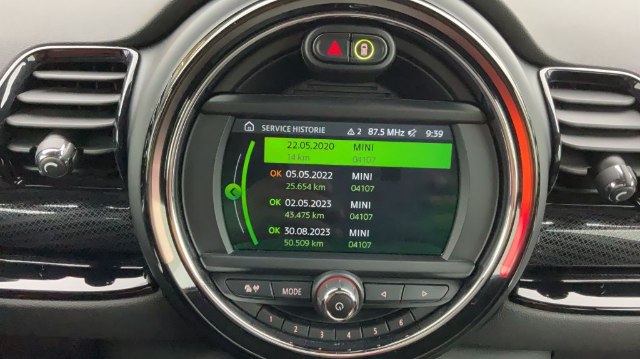 SERVICE HISTORIE 2 87.5 MHz 9:39
22.05.2020 MINI
14 km 04107
OK 05.05.2022 MINI
25.654 km 04107
OK 02.05.2023 MINI
43.475 km 04107
OK 30.08.2023 MINI
50.509 km 04107
MODE
1 2 3 4 5 6